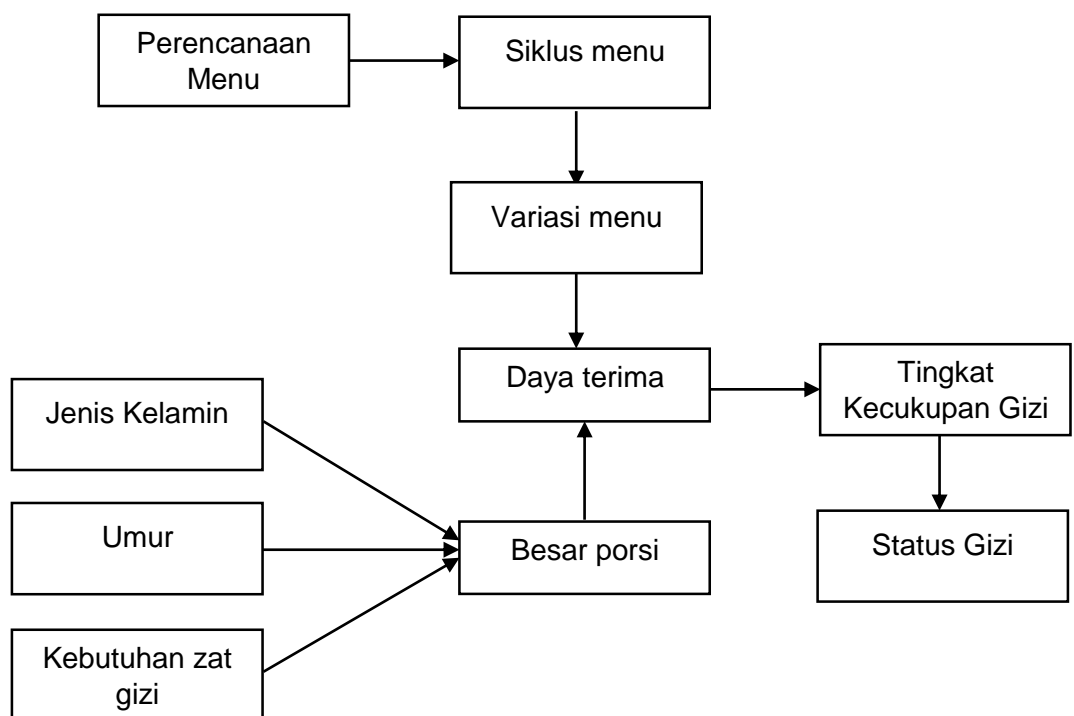 Perencanaan
Menu
Siklus menu
Variasi menu
Daya terima
Tingkat
Kecukupan Gizi
Jenis Kelamin
Umur
Besar porsi
Status Gizi
Kebutuhan zat
gizi